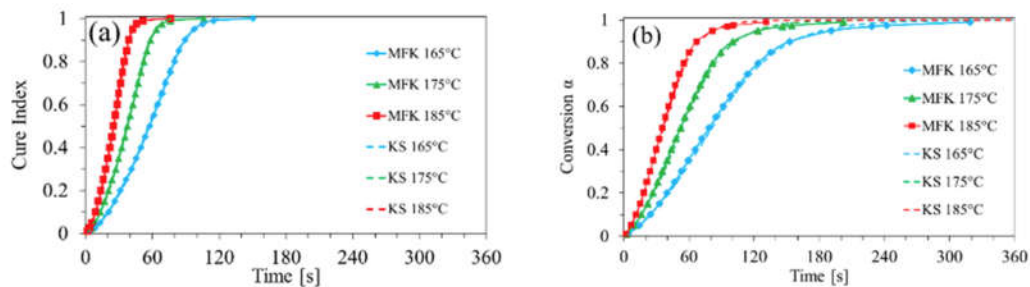 (a)
Cure Index
1
0.8
0.6
0.4
0.2
0
0 60 120 180 240 300 360
Time [s]
MFK 165°C
MFK 175°C
MFK 185°C
KS 165°C
KS 175°C
KS 185°C
(b)
Conversion α
1
0.8
0.6
0.4
0.2
0
0 60 120 180 240 300 360
Time [s]
MFK 165°C
MFK 175°C
MFK 185°C
KS 165°C
KS 175°C
KS 185°C